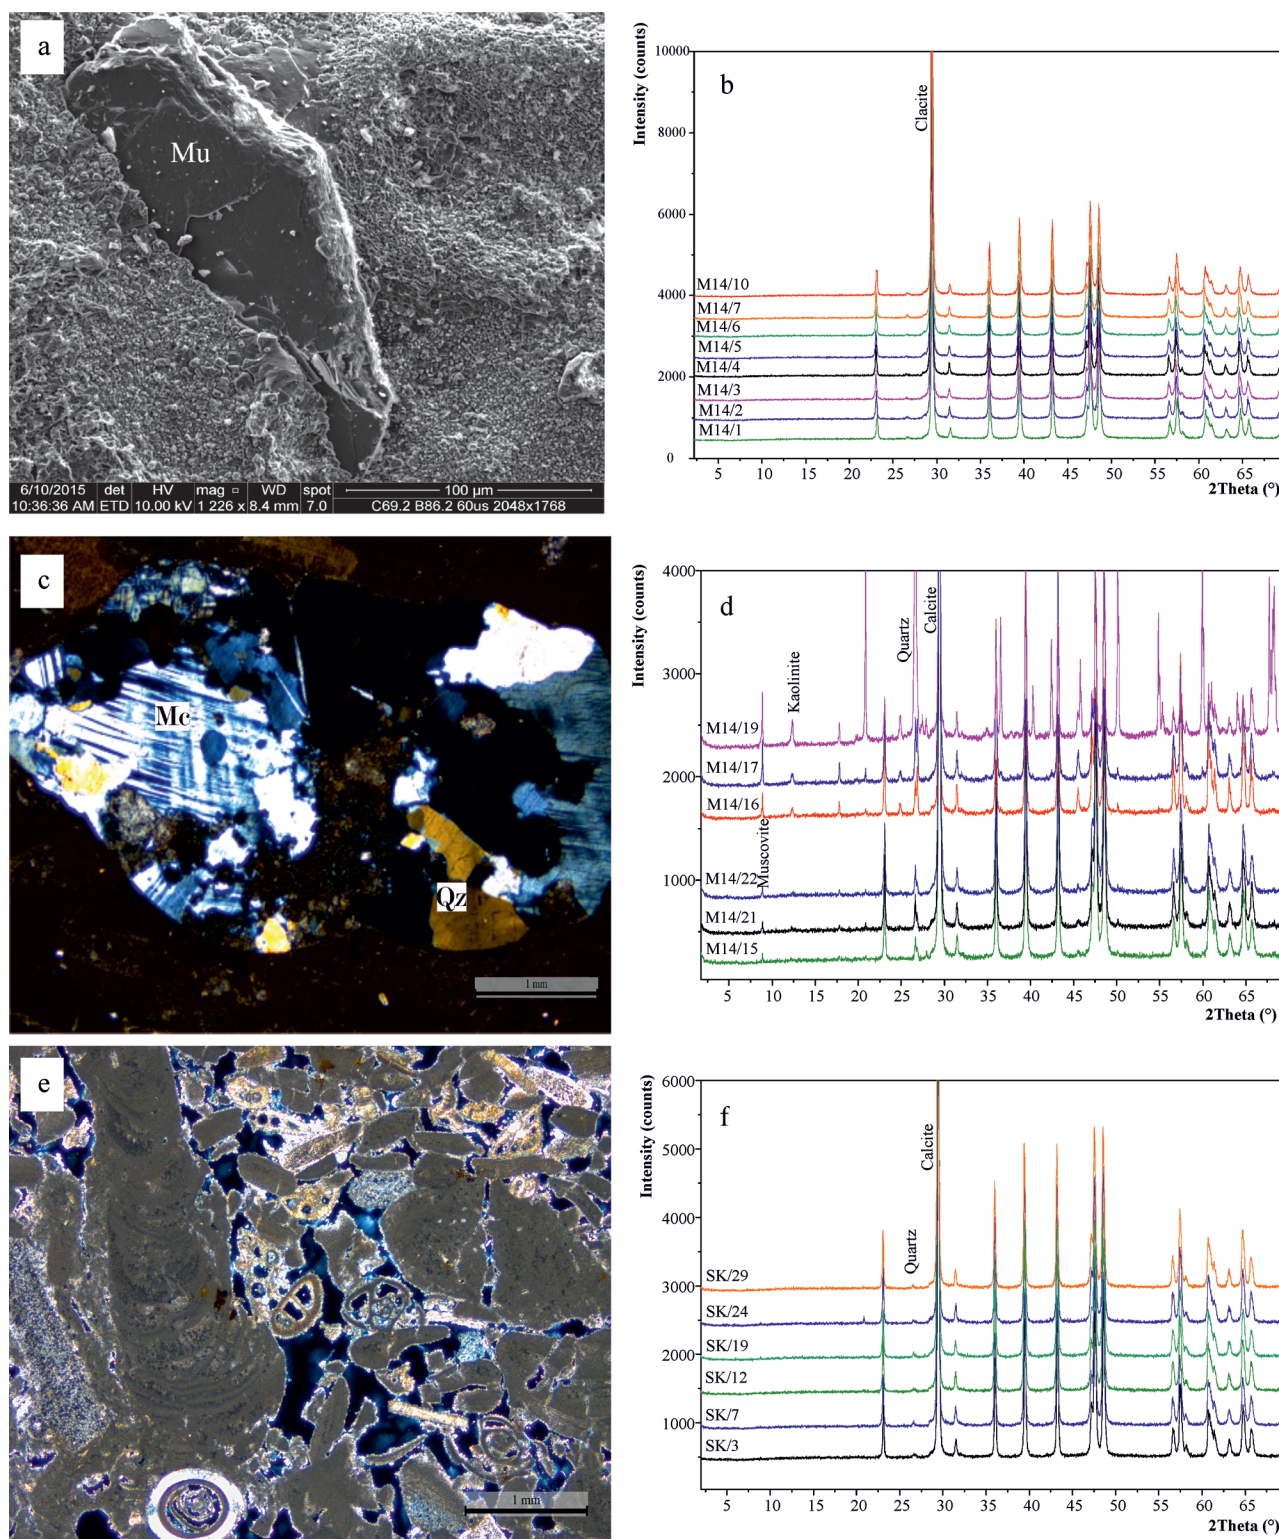 a
Mu
6/10/2015 det HV mag □ WD spot 100 µm
10:36:36 AM ETD 10.00 kV 1 226 x 8.4 mm 7.0 C69.2 B86.2 60us 2048x1768
b
Intensity (counts)
10000
8000
6000
4000
2000
0
Clacite
M14/10
M14/7
M14/6
M14/5
M14/4
M14/3
M14/2
M14/1
5 10 15 20 25 30 35 40 45 50 55 60 65
2Theta (°)
c
Mc
Qz
1 mm
d
Intensity (counts)
4000
3000
2000
1000
Muscovite
Kaolinite
Quartz
Calcite
M14/19
M14/17
M14/16
M14/22
M14/21
M14/15
5 10 15 20 25 30 35 40 45 50 55 60 65
2Theta (°)
e
1 mm
f
Intensity (counts)
6000
5000
4000
3000
2000
1000
Quartz
Calcite
SK/29
SK/24
SK/19
SK/12
SK/7
SK/3
5 10 15 20 25 30 35 40 45 50 55 60 65
2Theta (°)